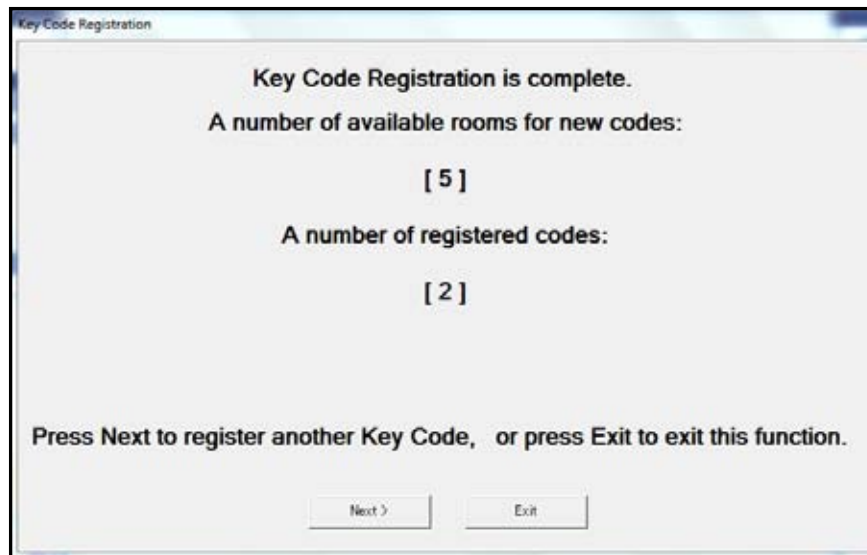 Key Code Registration
Key Code Registration is complete.
A number of available rooms for new codes:
[ 5 ]
A number of registered codes:
[ 2 ]
Press Next to register another Key Code, or press Exit to exit this function.
Next >
Exit